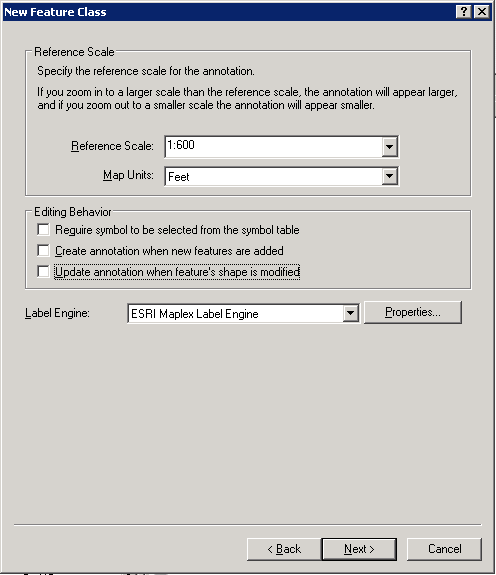 New Feature Class
Reference Scale
Specify the reference scale for the annotation.
If you zoom in to a larger scale than the reference scale, the annotation will appear larger,
and if you zoom out to a smaller scale the annotation will appear smaller.
Reference Scale: 1:600
Map Units: Feet
Editing Behavior
Require symbol to be selected from the symbol table
Create annotation when new features are added
Update annotation when feature's shape is modified
Label Engine: ESRI Maplex Label Engine Properties...
< Back Next > Cancel